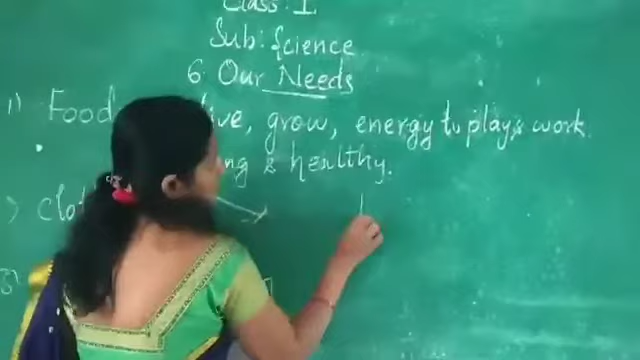 Class: I
Sub: Science
6. Our Needs
1) Food live, grow, energy to play, & work.
& healthy.